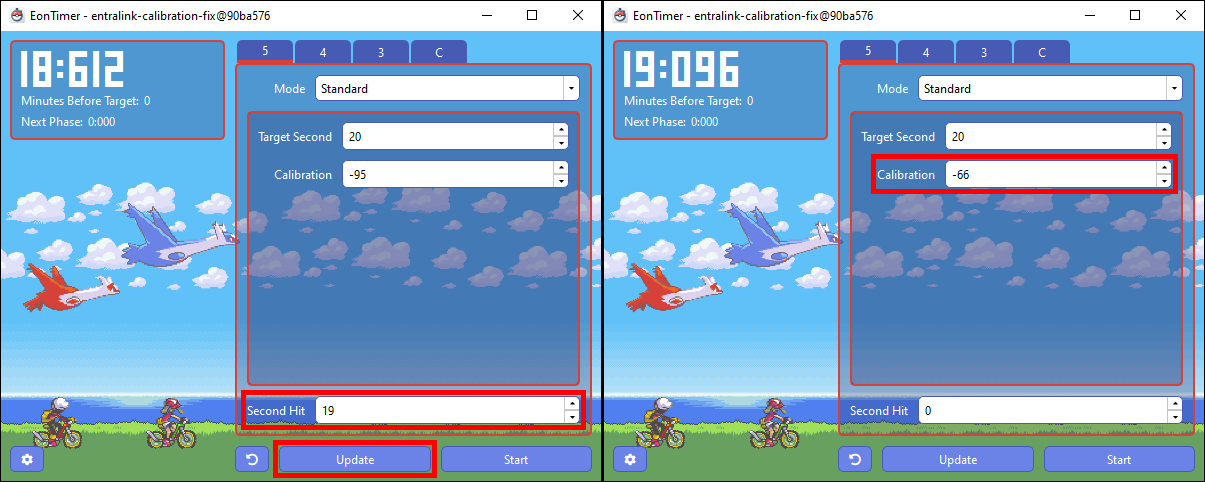 EonTimer - entralink-calibration-fix@90ba576
18:612
Minutes Before Target: 0
Next Phase: 0:000
5 4 3 C
Mode Standard
Target Second 20
Calibration -95
Second Hit 19
Update Start
EonTimer - entralink-calibration-fix@90ba576
19:096
Minutes Before Target: 0
Next Phase: 0:000
5 4 3 C
Mode Standard
Target Second 20
Calibration -66
Second Hit 0
Update Start